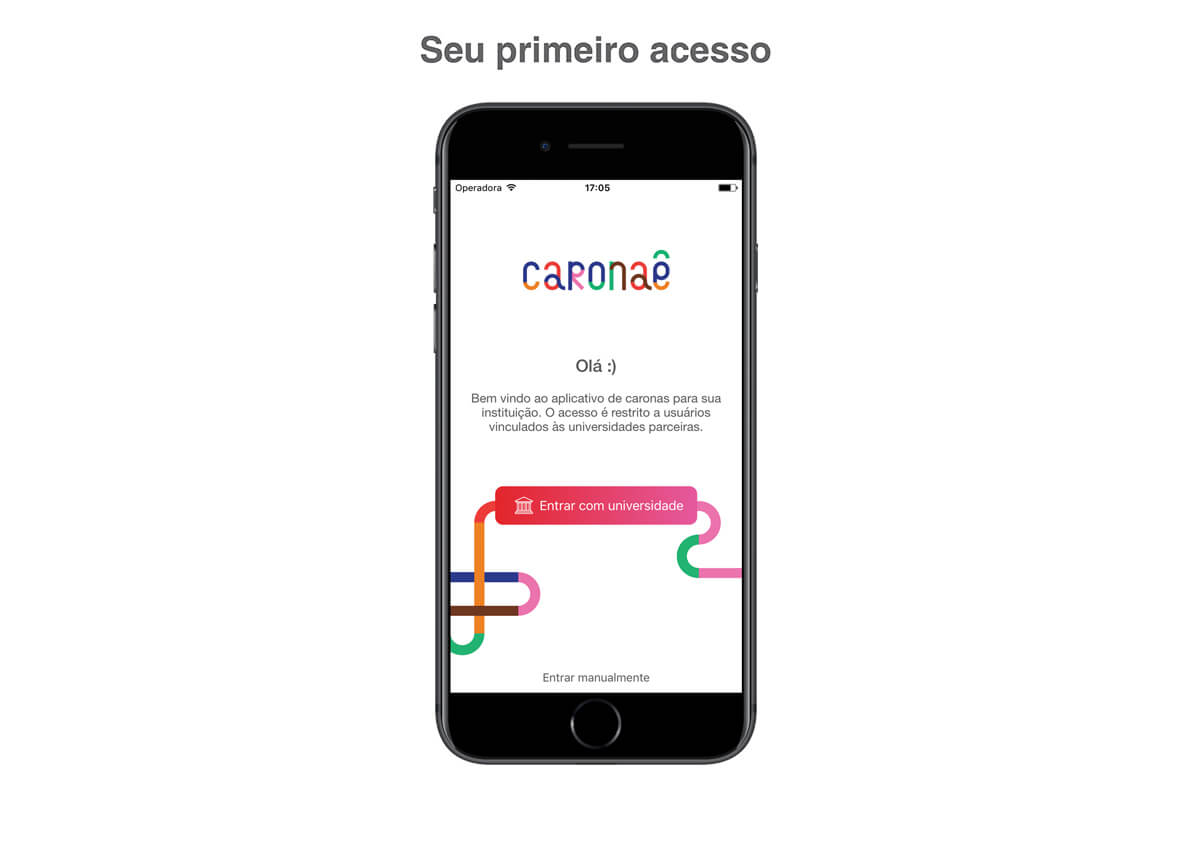 Seu primeiro acesso
Operadora 17:05
caronaê
Olá :)
Bem vindo ao aplicativo de caronas para sua
instituição. O acesso é restrito a usuários
vinculados às universidades parceiras.
Entrar com universidade
Entrar manualmente